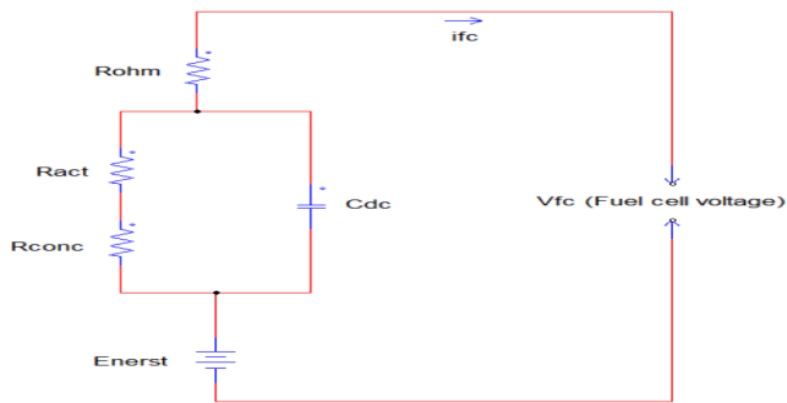 ifc
Rohm
Ract
Cdc
Vfc (Fuel cell voltage)
Rconc
Enerst